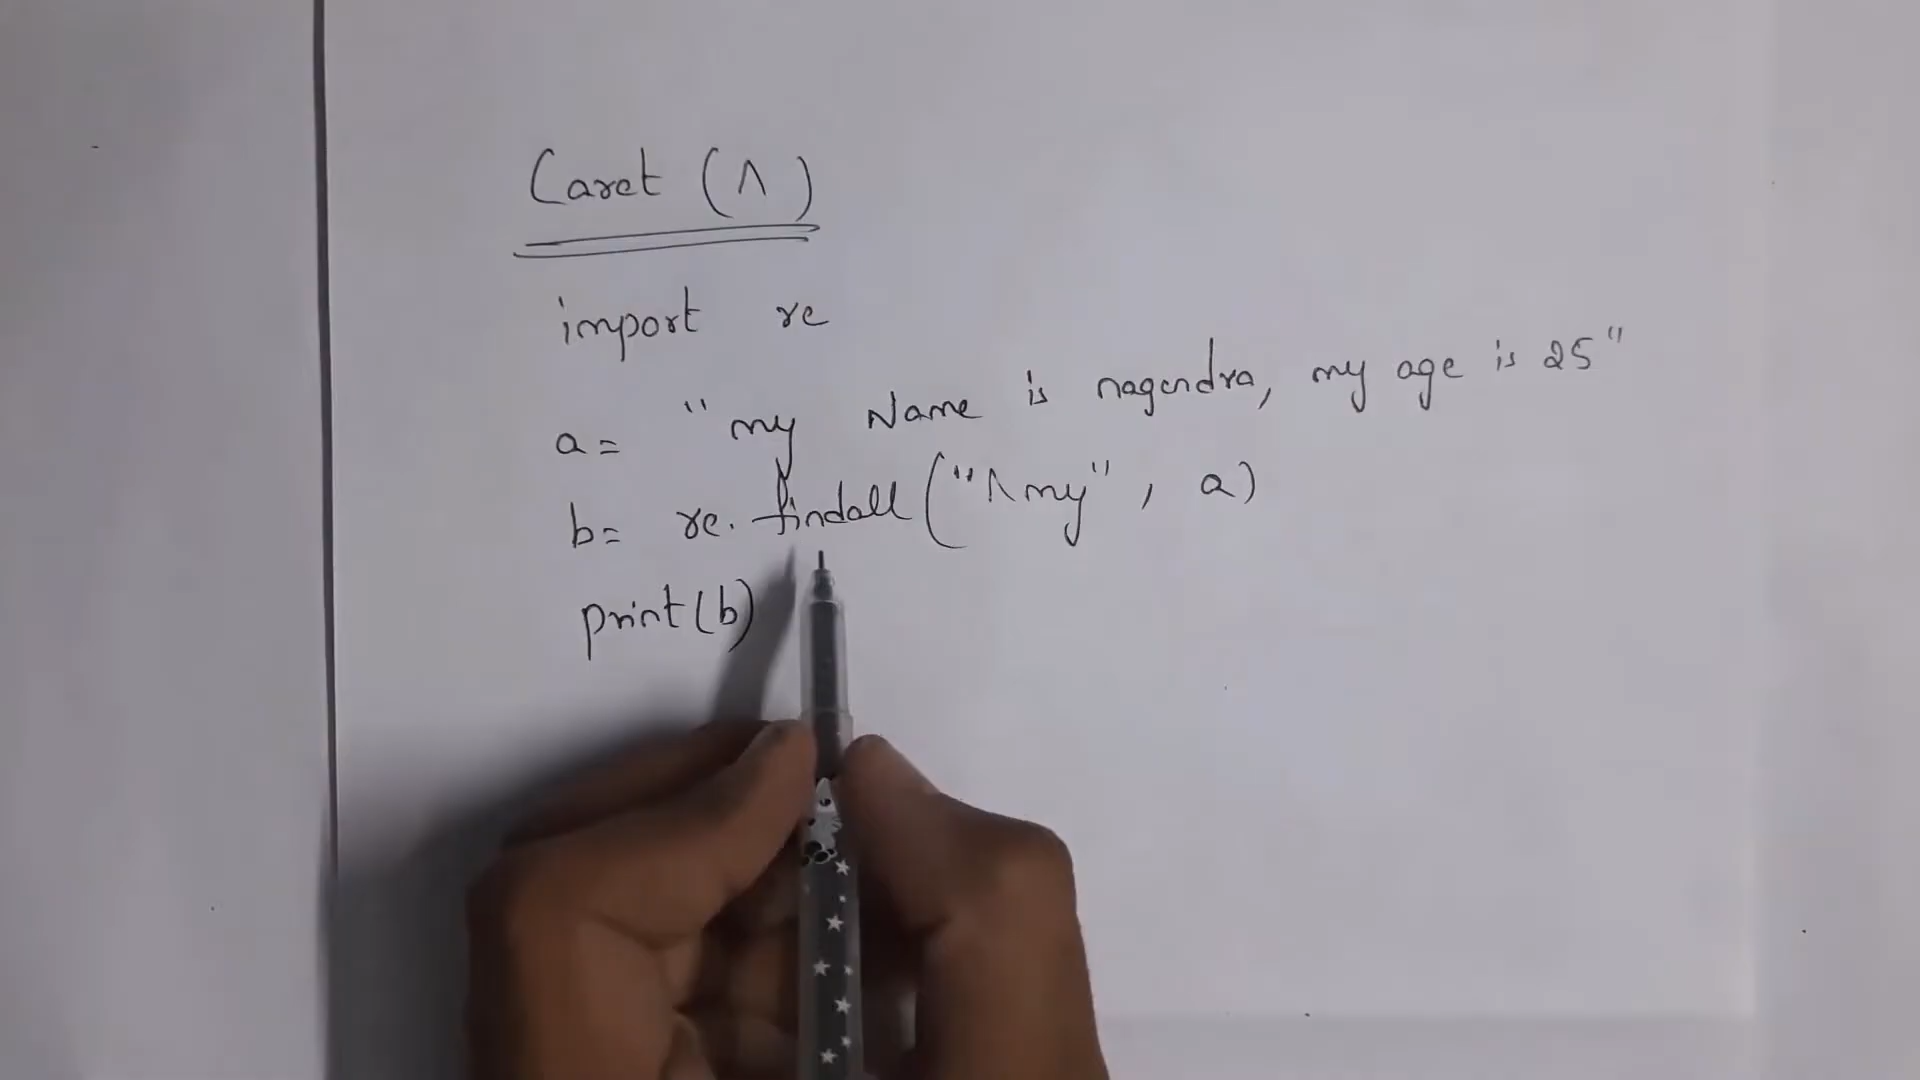 Caret (^)
import re
a= "my Name is nagendra, my age is 25"
b= re.findall("^my", a)
print(b)